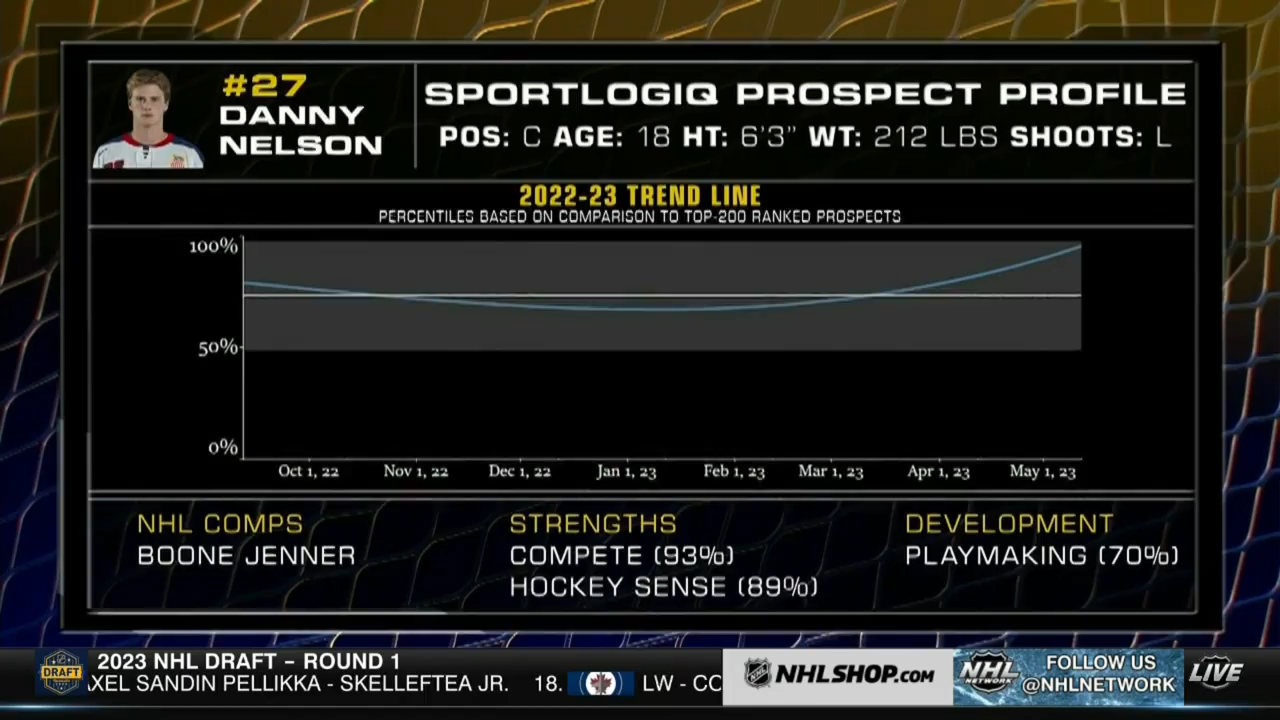 #27
DANNY
NELSON
SPORTLOGIQ PROSPECT PROFILE
POS: C AGE: 18 HT: 6'3" WT: 212 LBS SHOOTS: L
2022-23 TREND LINE
PERCENTILES BASED ON COMPARISON TO TOP-200 RANKED PROSPECTS
100%
50%
0%
Oct 1, 22 Nov 1, 22 Dec 1, 22 Jan 1, 23 Feb 1, 23 Mar 1, 23 Apr 1, 23 May 1, 23
NHL COMPS
BOONE JENNER
STRENGTHS
COMPETE (93%)
HOCKEY SENSE (89%)
DEVELOPMENT
PLAYMAKING (70%)
DRAFT
2023 NHL DRAFT – ROUND 1
AXEL SANDIN PELLIKKA - SKELLEFTEA JR. 18. LW - CO
NHL NHLSHOP.COM
NHL NETWORK
FOLLOW US
@NHLNETWORK
LIVE